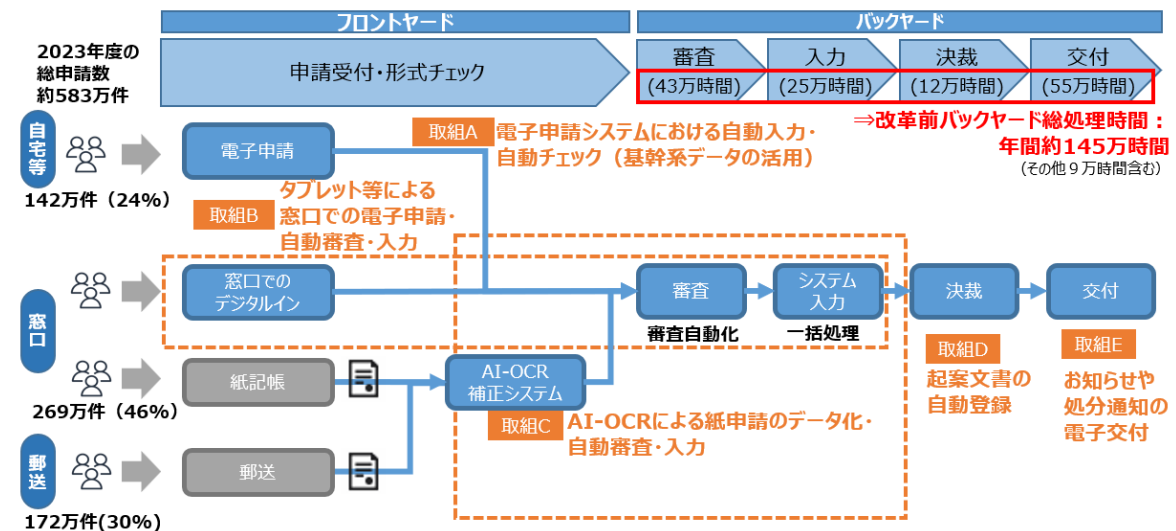 フロントヤード
バックヤード
2023年度の
総申請数
約583万件
申請受付・形式チェック
審査
(43万時間)
入力
(25万時間)
決裁
(12万時間)
交付
(55万時間)
⇒改革前バックヤード総処理時間：
年間約145万時間
(その他９万時間含む)
自宅等
142万件（24%）
電子申請
取組A
電子申請システムにおける自動入力・
自動チェック（基幹系データの活用）
取組B
タブレット等による
窓口での電子申請・
自動審査・入力
窓口
窓口での
デジタルイン
審査
審査自動化
システム
入力
一括処理
決裁
交付
269万件（46%）
紙記帳
AI-OCR
補正システム
取組C
AI-OCRによる紙申請のデータ化・
自動審査・入力
取組D
起案文書の
自動登録
取組E
お知らせや
処分通知の
電子交付
郵送
172万件(30%)
郵送